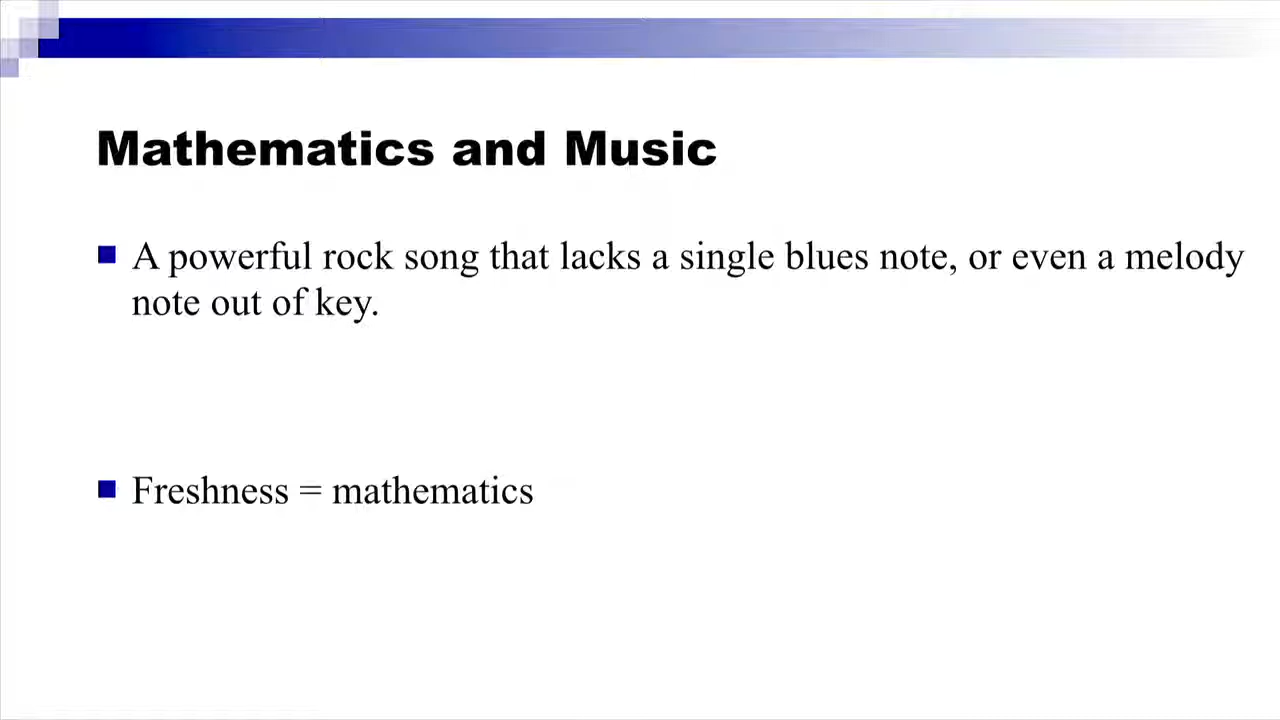 Mathematics and Music
A powerful rock song that lacks a single blues note, or even a melody
note out of key.
Freshness = mathematics